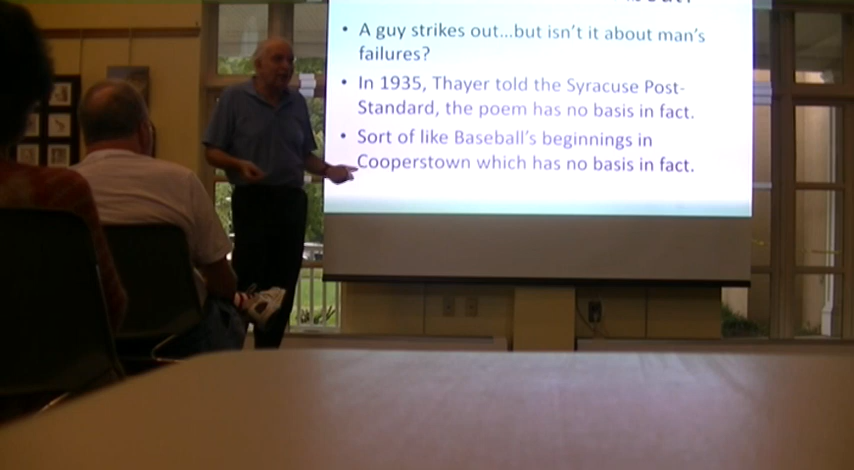 • A guy strikes out...but isn't it about man's
failures?
• In 1935, Thayer told the Syracuse Post-
Standard, the poem has no basis in fact.
• Sort of like Baseball's beginnings in
Cooperstown which has no basis in fact.